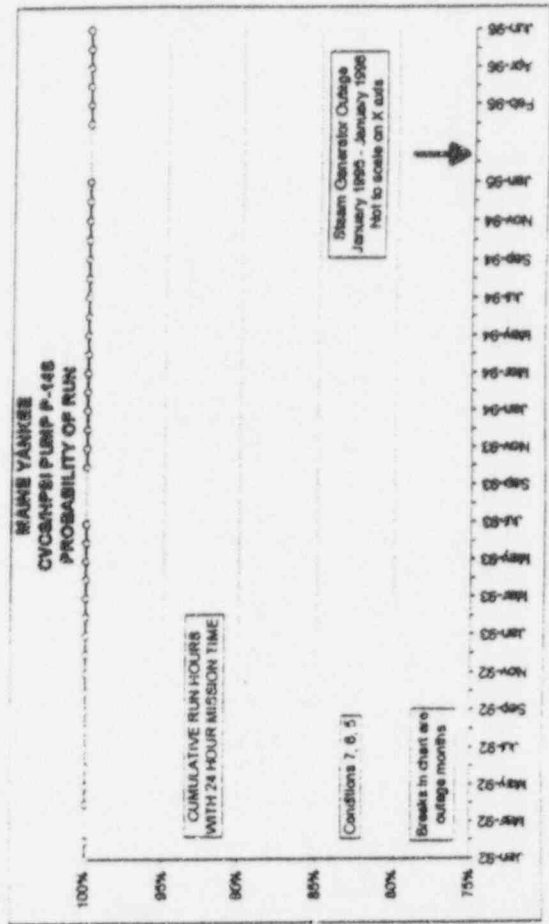 MAINE YANKEE
CVCS/HPSI PUMP P-14S
PROBABILITY OF RUN
100%
95%
90%
85%
80%
75%
CUMULATIVE RUN HOURS
WITH 24 HOUR MISSION TIME
Conditions 7, 6, 5
Breaks in chart are
outage months
Steam Generator Outage
January 1995 - January 1996
Not to scale on X axis
Jan-92
Mar-92
May-92
Jul-92
Sep-92
Nov-92
Jan-93
Mar-93
May-93
Jul-93
Sep-93
Nov-93
Jan-94
Mar-94
May-94
Jul-94
Sep-94
Nov-94
Jan-95
Feb-96
Apr-96
Jun-96